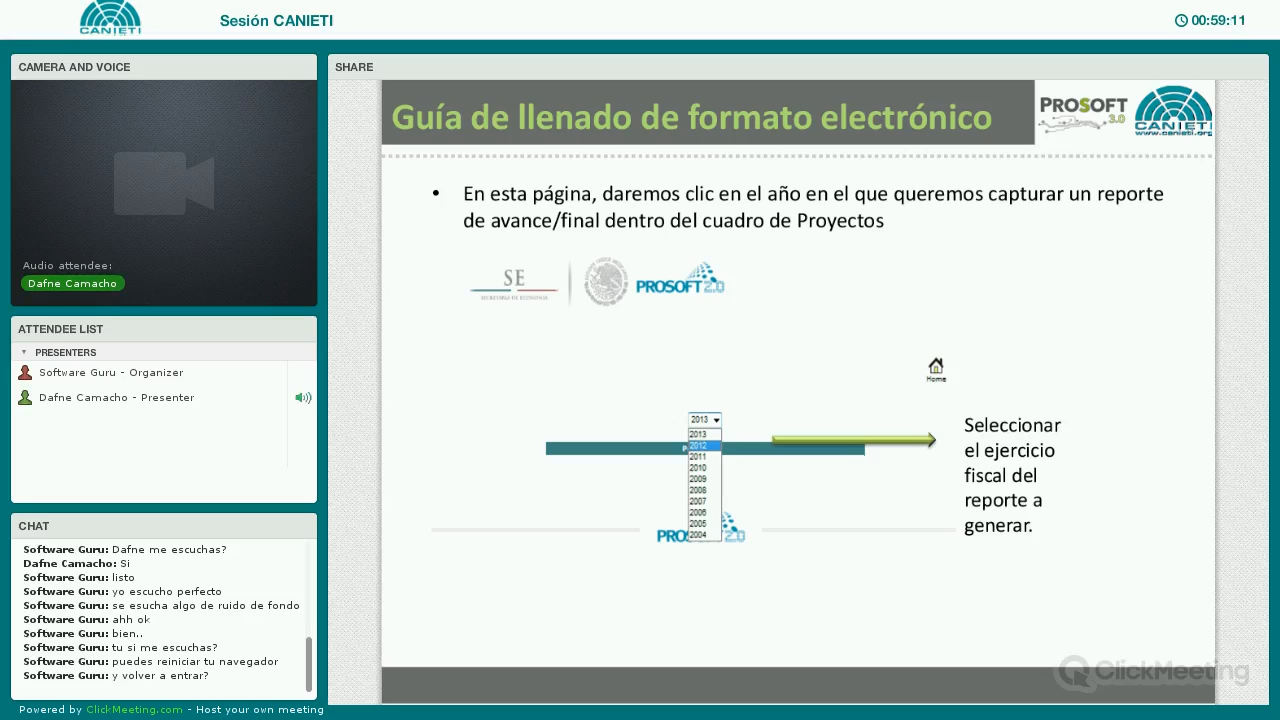 CANIETI
Sesión CANIETI
00:59:11
CAMERA AND VOICE
Audio attendee:
Dafne Camacho
ATTENDEE LIST
PRESENTERS
Software Guru - Organizer
Dafne Camacho - Presenter
CHAT
Software Guru: Dafne me escuchas?
Dafne Camacho: Si
Software Guru: listo
Software Guru: yo escucho perfecto
Software Guru: se esucha algo de ruido de fondo
Software Guru: ahh ok
Software Guru: bien..
Software Guru: tu si me escuchas?
Software Guru: puedes reiniciar tu navegador
Software Guru: y volver a entrar?
Powered by ClickMeeting.com - Host your own meeting
SHARE
Guía de llenado de formato electrónico
PROSOFT
3.0
CANIETI
www.canieti.org
• En esta página, daremos clic en el año en el que queremos capturar un reporte
de avance/final dentro del cuadro de Proyectos
SE
SECRETARÍA DE ECONOMÍA
PROSOFT 2.0
Home
2013
2013
2012
2011
2010
2009
2008
2007
2006
2005
2004
Seleccionar
el ejercicio
fiscal del
reporte a
generar.
ClickMeeting